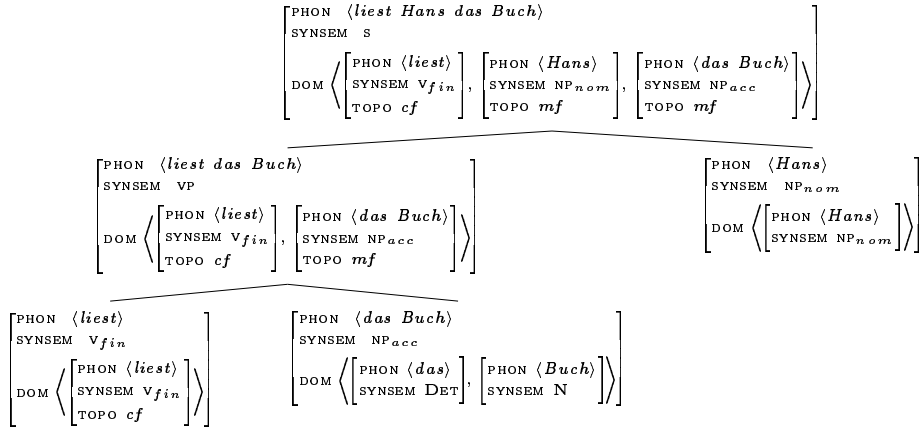 PHON ⟨liest Hans das Buch⟩
SYNSEM S
PHON ⟨liest⟩ PHON ⟨Hans⟩ PHON ⟨das Buch⟩
DOM ⟨ SYNSEM V_fin , SYNSEM NP_nom , SYNSEM NP_acc ⟩
TOPO cf TOPO mf TOPO mf
PHON ⟨liest das Buch⟩ PHON ⟨Hans⟩
SYNSEM VP SYNSEM NP_nom
PHON ⟨liest⟩ PHON ⟨das Buch⟩ PHON ⟨Hans⟩
DOM ⟨ SYNSEM V_fin , SYNSEM NP_acc ⟩ DOM ⟨ SYNSEM NP_nom ⟩
TOPO cf TOPO mf
PHON ⟨liest⟩ PHON ⟨das Buch⟩
SYNSEM V_fin SYNSEM NP_acc
PHON ⟨liest⟩ PHON ⟨das⟩ PHON ⟨Buch⟩
DOM ⟨ SYNSEM V_fin ⟩ DOM ⟨ SYNSEM DET , SYNSEM N ⟩
TOPO cf